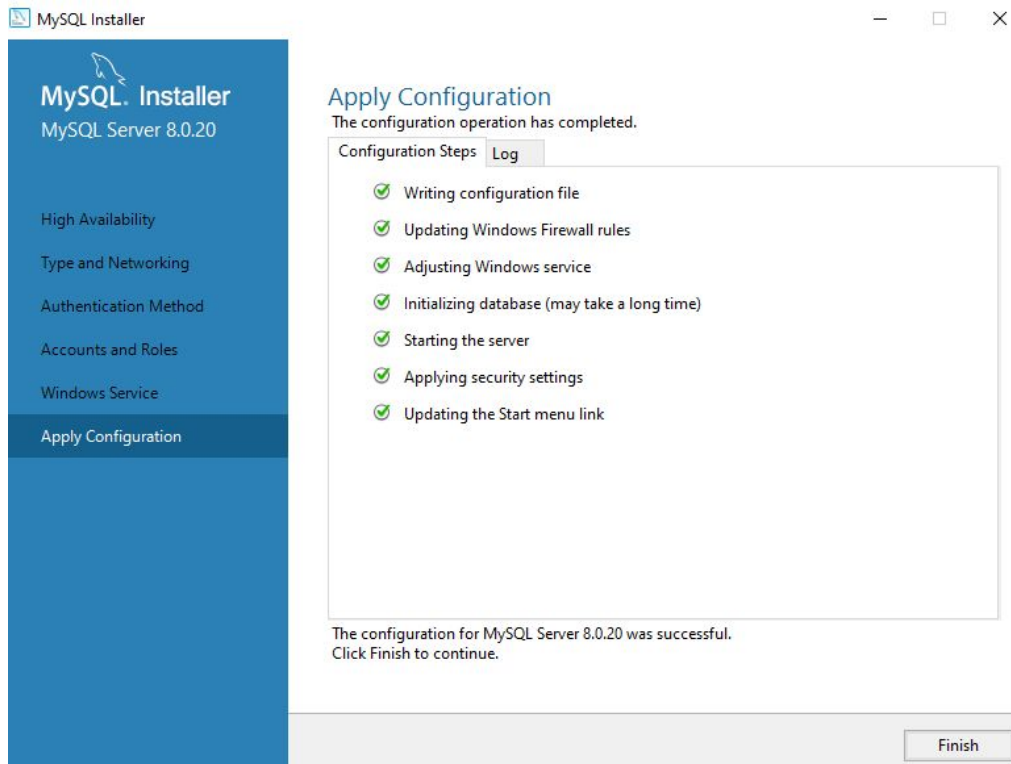 MySQL Installer
MySQL. Installer
MySQL Server 8.0.20
High Availability
Type and Networking
Authentication Method
Accounts and Roles
Windows Service
Apply Configuration
Apply Configuration
The configuration operation has completed.
Configuration Steps Log
Writing configuration file
Updating Windows Firewall rules
Adjusting Windows service
Initializing database (may take a long time)
Starting the server
Applying security settings
Updating the Start menu link
The configuration for MySQL Server 8.0.20 was successful.
Click Finish to continue.
Finish